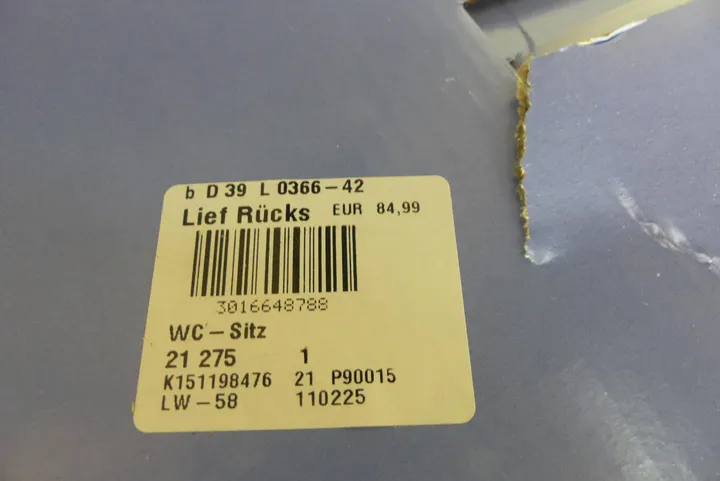 b D 39 L 0366-42
Lief Rücks EUR 84,99
3016648788
WC-Sitz
21 275 1
K151198476 21 P90015
LW-58 110225